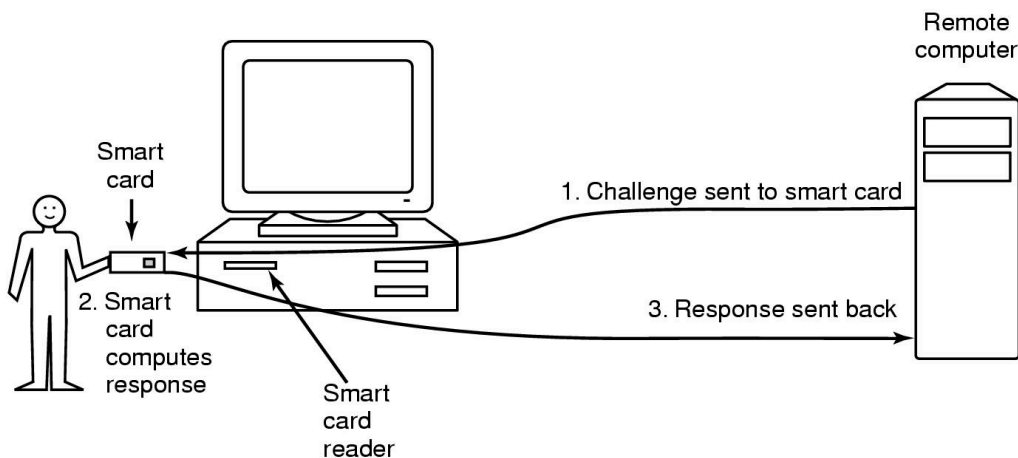 Remote
computer
Smart
card
1. Challenge sent to smart card
2. Smart
card
computes
response
3. Response sent back
Smart
card
reader